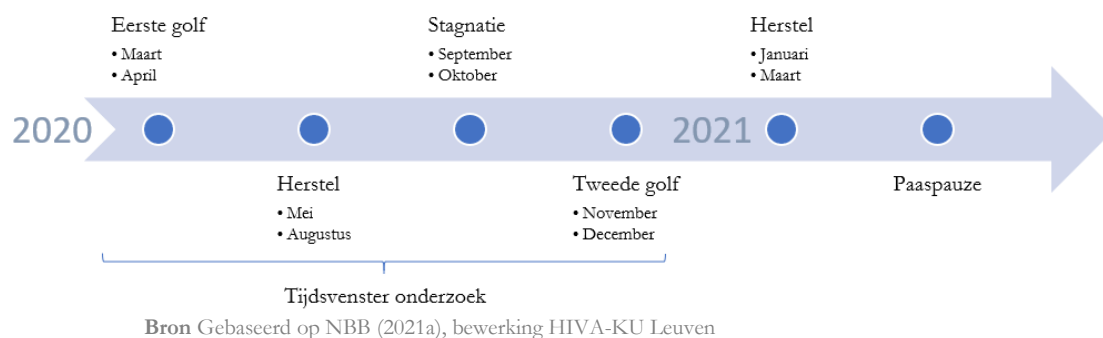 Eerste golf
• Maart
• April
Stagnatie
• September
• Oktober
Herstel
• Januari
• Maart
2020
2021
Herstel
• Mei
• Augustus
Tweede golf
• November
• December
Paaspauze
Tijdsvenster onderzoek
Bron Gebaseerd op NBB (2021a), bewerking HIVA-KU Leuven